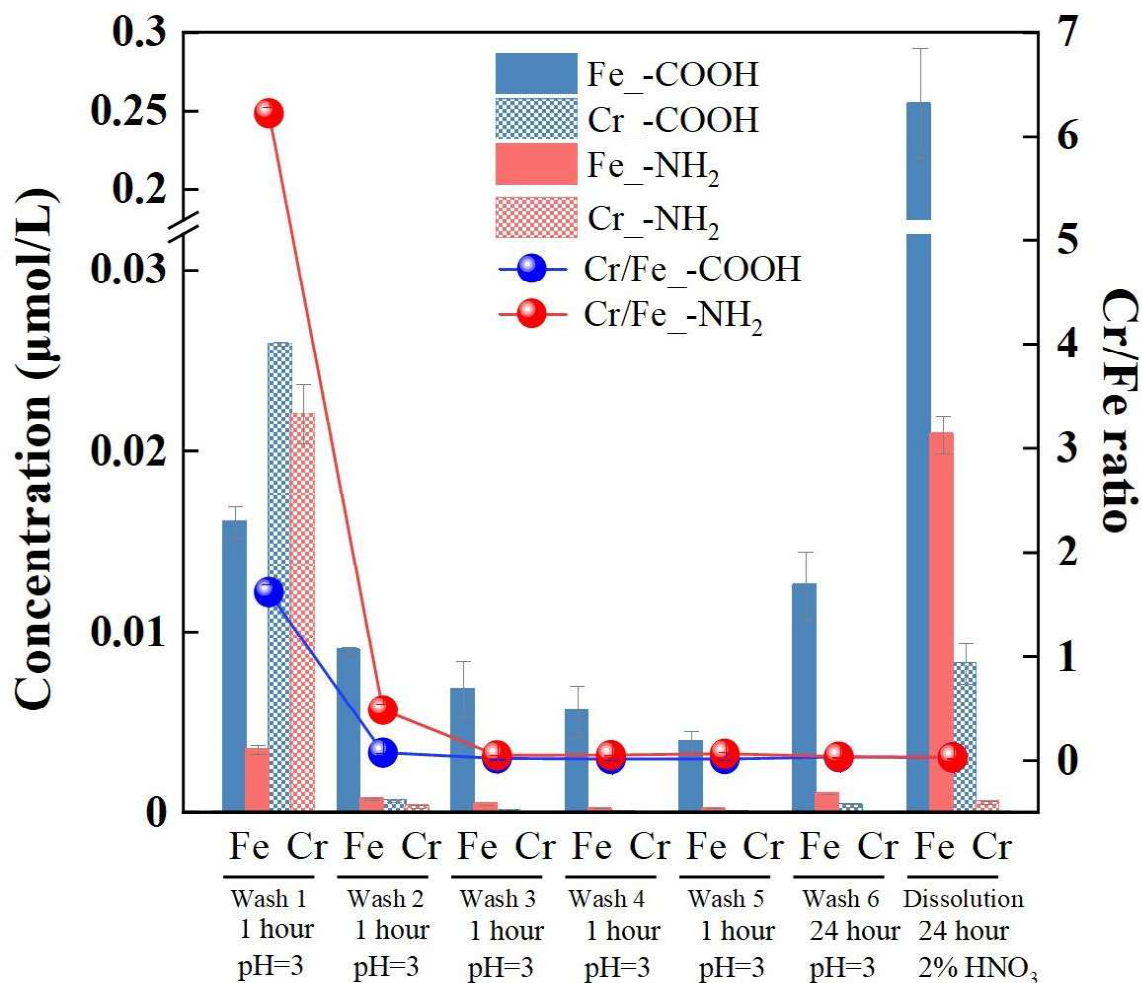 0.3
0.25
0.2
0.03
0.02
0.01
0
Concentration (μmol/L)
7
6
5
4
3
2
1
0
Cr/Fe ratio
Fe_-COOH
Cr_-COOH
Fe_-NH₂
Cr_-NH₂
Cr/Fe_-COOH
Cr/Fe_-NH₂
Fe Cr Fe Cr Fe Cr Fe Cr Fe Cr Fe Cr Fe Cr
Wash 1 Wash 2 Wash 3 Wash 4 Wash 5 Wash 6 Dissolution
1 hour 1 hour 1 hour 1 hour 1 hour 24 hour 24 hour
pH=3 pH=3 pH=3 pH=3 pH=3 pH=3 2% HNO₃